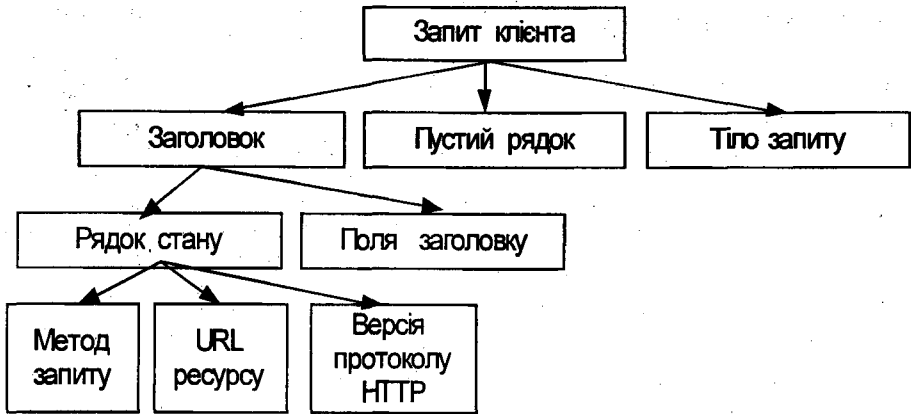 Запит клієнта
Заголовок
Пустий рядок
Тіло запиту
Рядок стану
Поля заголовку
Метод
запиту
URL
ресурсу
Версія
протоколу
HTTP